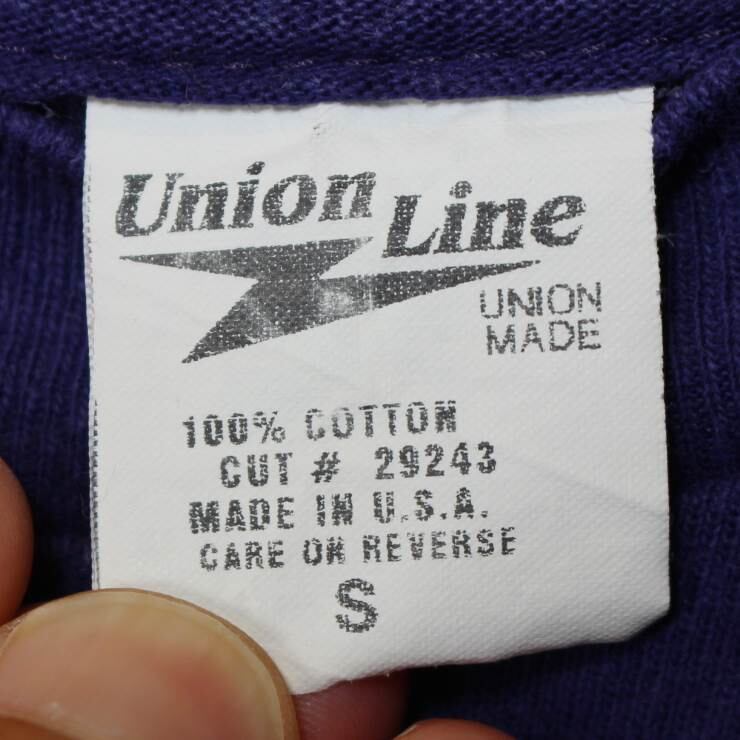 Union Line
UNION
MADE
100% COTTON
CUT # 29243
MADE IN U.S.A.
CARE ON REVERSE
S